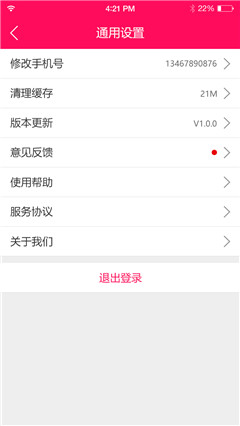 4:21 PM
22%
通用设置
修改手机号 13467890876
清理缓存 21M
版本更新 V1.0.0
意见反馈
使用帮助
服务协议
关于我们
退出登录